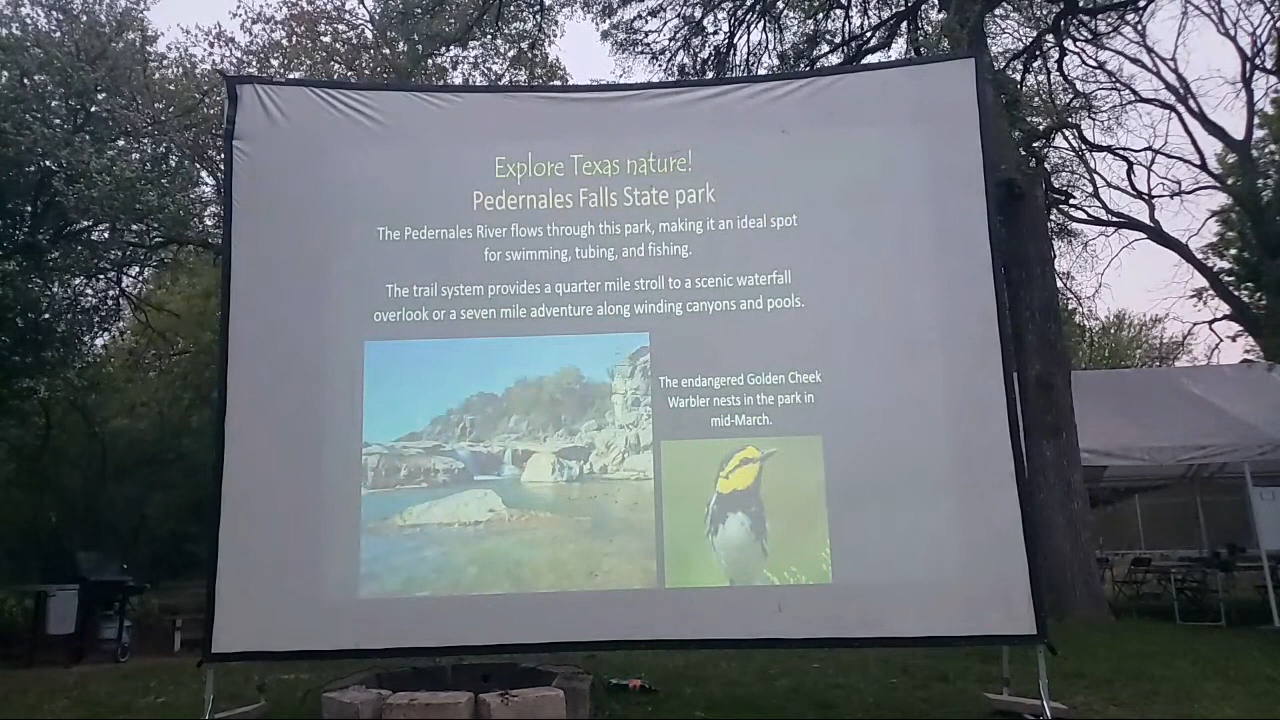 Explore Texas nature!
Pedernales Falls State park
The Pedernales River flows through this park, making it an ideal spot
for swimming, tubing, and fishing.
The trail system provides a quarter mile stroll to a scenic waterfall
overlook or a seven mile adventure along winding canyons and pools.
The endangered Golden Cheek
Warbler nests in the park in
mid-March.